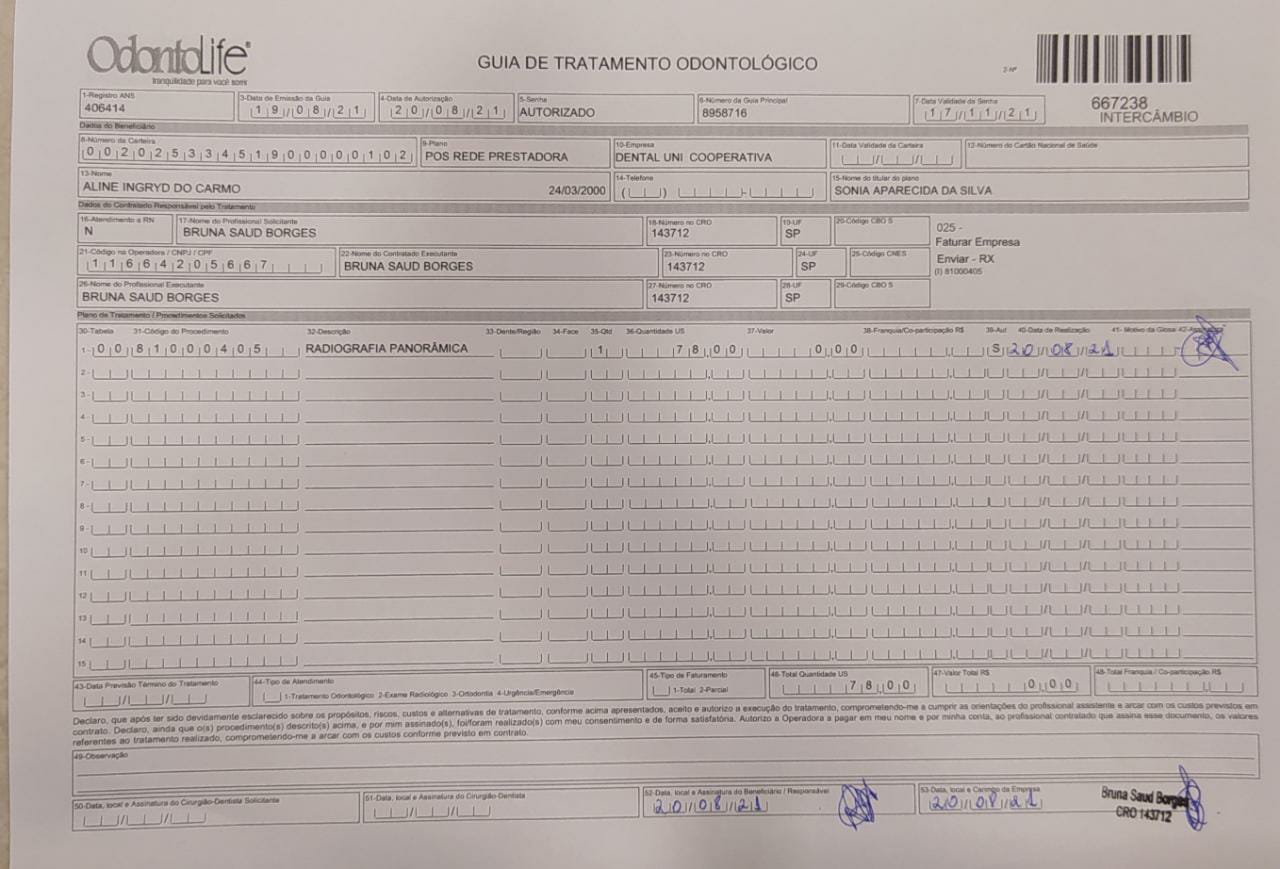 OdontoLife®
tranquilidade para você sorrir
GUIA DE TRATAMENTO ODONTOLÓGICO
2-Nº
667238
INTERCÂMBIO
1-Registro ANS
406414
3-Data de Emissão da Guia
19/08/21
4-Data de Autorização
20/08/21
5-Senha
AUTORIZADO
6-Número da Guia Principal
8958716
7-Data Validade da Senha
17/11/21
Dados do Beneficiário
8-Número da Carteira
00202533451900000102
9-Plano
POS REDE PRESTADORA
10-Empresa
DENTAL UNI COOPERATIVA
11-Data Validade da Carteira
12-Número do Cartão Nacional de Saúde
13-Nome
ALINE INGRYD DO CARMO 24/03/2000
14-Telefone
15-Nome do titular do plano
SONIA APARECIDA DA SILVA
Dados do Contratado Responsável pelo Tratamento
16-Atendimento a RN
N
17-Nome do Profissional Solicitante
BRUNA SAUD BORGES
18-Número no CRO
143712
19-UF
SP
20-Código CBO S
025 -
Faturar Empresa
Enviar - RX
(I) 81000405
21-Código na Operadora / CNPJ / CPF
11664205667
22-Nome do Contratado Executante
BRUNA SAUD BORGES
23-Número no CRO
143712
24-UF
SP
25-Código CNES
26-Nome do Profissional Executante
BRUNA SAUD BORGES
27-Número no CRO
143712
28-UF
SP
29-Código CBO S
Plano de Tratamento / Procedimentos Solicitados
30-Tabela 31-Código do Procedimento 32-Descrição 33-Dente/Região 34-Face 35-Qtd 36-Quantidade US 37-Valor 38-Franquia/Co-participação R$ 39-Aut 40-Data de Realização 41- Motivo da Glosa
1- 00 81000405 RADIOGRAFIA PANORÂMICA 1 78,00 0,00 S 20/08/21
2-
3-
4-
5-
6-
7-
8-
9-
10
11
12
13
14
15
43-Data Previsão Término do Tratamento
44-Tipo de Atendimento
1-Tratamento Odontológico 2-Exame Radiológico 3-Ortodontia 4-Urgência/Emergência
45-Tipo de Faturamento
1-Total 2-Parcial
46-Total Quantidade US
78,00
47-Valor Total R$
0,00
48-Total Franquia / Co-participação R$
Declaro, que após ter sido devidamente esclarecido sobre os propósitos, riscos, custos e alternativas de tratamento, conforme acima apresentados, aceito e autorizo a execução do tratamento, comprometendo-me a cumprir as orientações do profissional assistente e arcar com os custos previstos em
contrato. Declaro, ainda que o(s) procedimento(s) descrito(s) acima, e por mim assinado(s), foi/foram realizado(s) com meu consentimento e de forma satisfatória. Autorizo a Operadora a pagar em meu nome e por minha conta, ao profissional contratado que assina esse documento, os valores
referentes ao tratamento realizado, comprometendo-me a arcar com os custos conforme previsto em contrato.
49-Observação
50-Data, local e Assinatura do Cirurgião-Dentista Solicitante
51-Data, local e Assinatura do Cirurgião-Dentista
52-Data, local e Assinatura do Beneficiário / Responsável
20/08/21
53-Data, local e Carimbo da Empresa
20/08/21
Bruna Saud Borges
CRO 143712